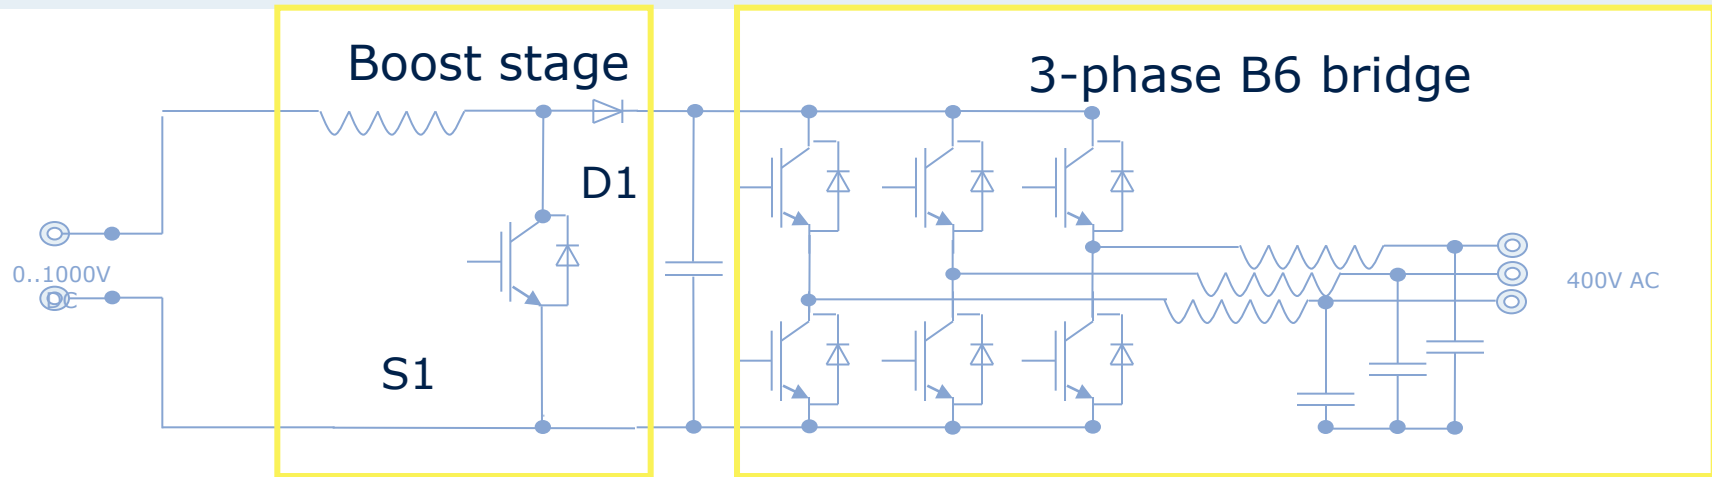 Boost stage
3-phase B6 bridge
D1
0..1000V
DC
400V AC
S1